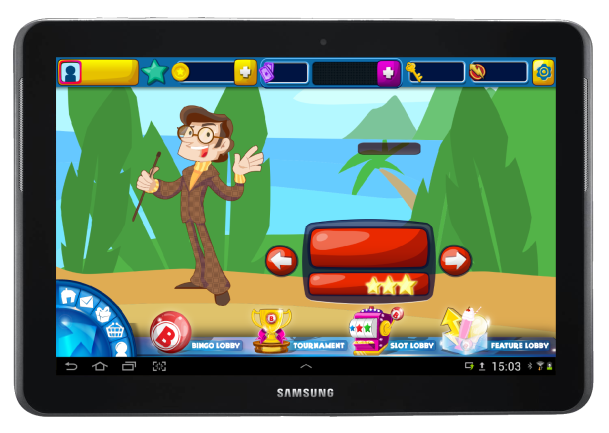 B
B
B
BINGO LOBBY
TOURNAMENT
SLOT LOBBY
FEATURE LOBBY
15:03
SAMSUNG